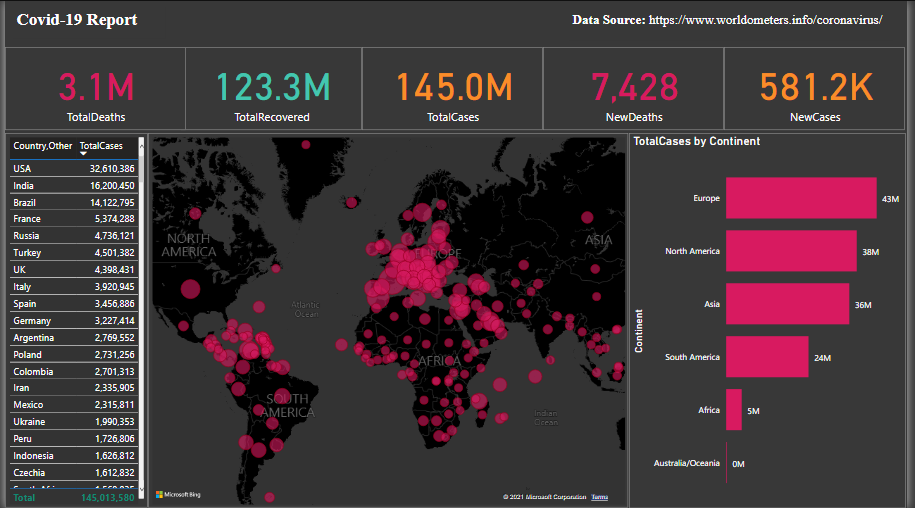 Covid-19 Report
Data Source: https://www.worldometers.info/coronavirus/
3.1M
TotalDeaths
123.3M
TotalRecovered
145.0M
TotalCases
7,428
NewDeaths
581.2K
NewCases
Country,Other TotalCases
USA 32,610,386
India 16,200,450
Brazil 14,122,795
France 5,374,288
Russia 4,736,121
Turkey 4,501,382
UK 4,398,431
Italy 3,920,945
Spain 3,456,886
Germany 3,227,414
Argentina 2,769,552
Poland 2,731,256
Colombia 2,701,313
Iran 2,335,905
Mexico 2,315,811
Ukraine 1,990,353
Peru 1,726,806
Indonesia 1,626,812
Czechia 1,612,832
Total 145,013,580
NORTH
AMERICA
EUROPE
ASIA
Atlantic
Ocean
AFRICA
SOUTH
AMERICA
Indian
Ocean
Microsoft Bing
© 2021 Microsoft Corporation Terms
TotalCases by Continent
Continent
Europe 43M
North America 38M
Asia 36M
South America 24M
Africa 5M
Australia/Oceania 0M